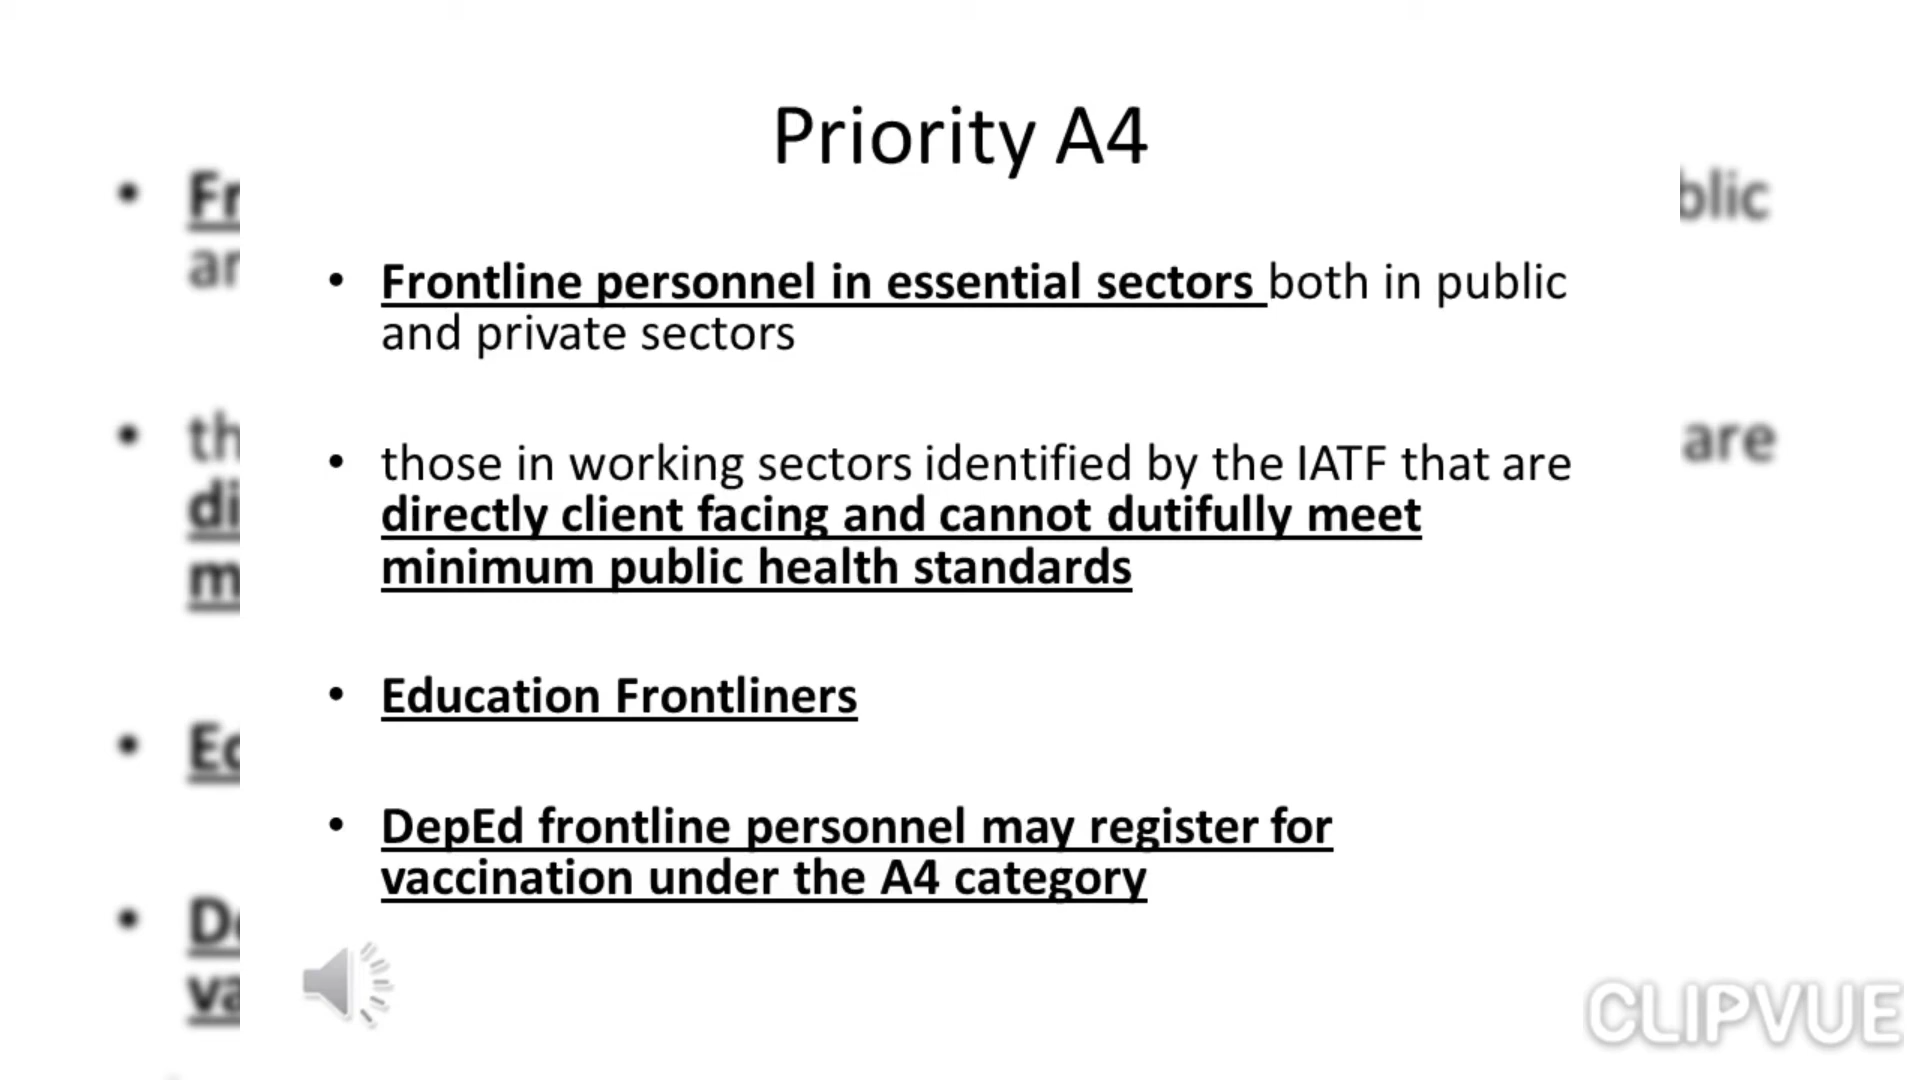 Priority A4
• Frontline personnel in essential sectors both in public
and private sectors
• those in working sectors identified by the IATF that are
directly client facing and cannot dutifully meet
minimum public health standards
• Education Frontliners
• DepEd frontline personnel may register for
vaccination under the A4 category
CLIPVUE